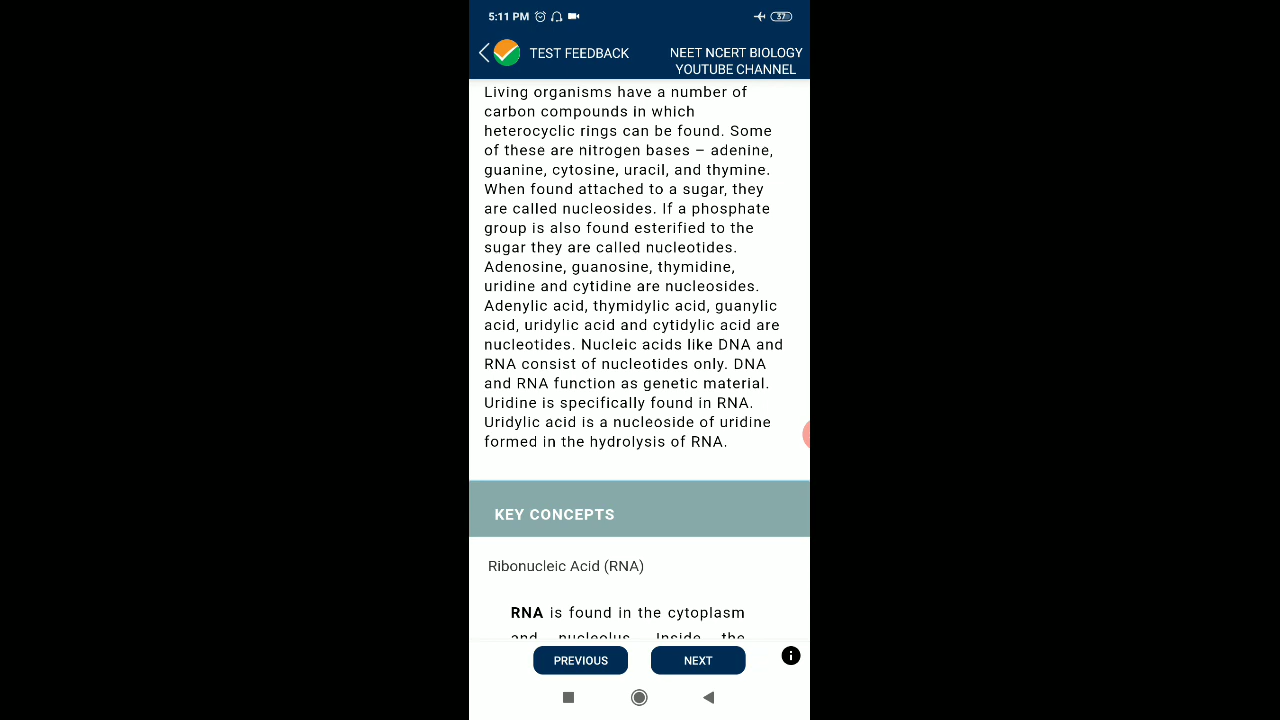 5:11 PM
37
TEST FEEDBACK
NEET NCERT BIOLOGY
YOUTUBE CHANNEL
Living organisms have a number of
carbon compounds in which
heterocyclic rings can be found. Some
of these are nitrogen bases – adenine,
guanine, cytosine, uracil, and thymine.
When found attached to a sugar, they
are called nucleosides. If a phosphate
group is also found esterified to the
sugar they are called nucleotides.
Adenosine, guanosine, thymidine,
uridine and cytidine are nucleosides.
Adenylic acid, thymidylic acid, guanylic
acid, uridylic acid and cytidylic acid are
nucleotides. Nucleic acids like DNA and
RNA consist of nucleotides only. DNA
and RNA function as genetic material.
Uridine is specifically found in RNA.
Uridylic acid is a nucleoside of uridine
formed in the hydrolysis of RNA.
KEY CONCEPTS
Ribonucleic Acid (RNA)
RNA is found in the cytoplasm
and nucleolus. Inside the
PREVIOUS
NEXT